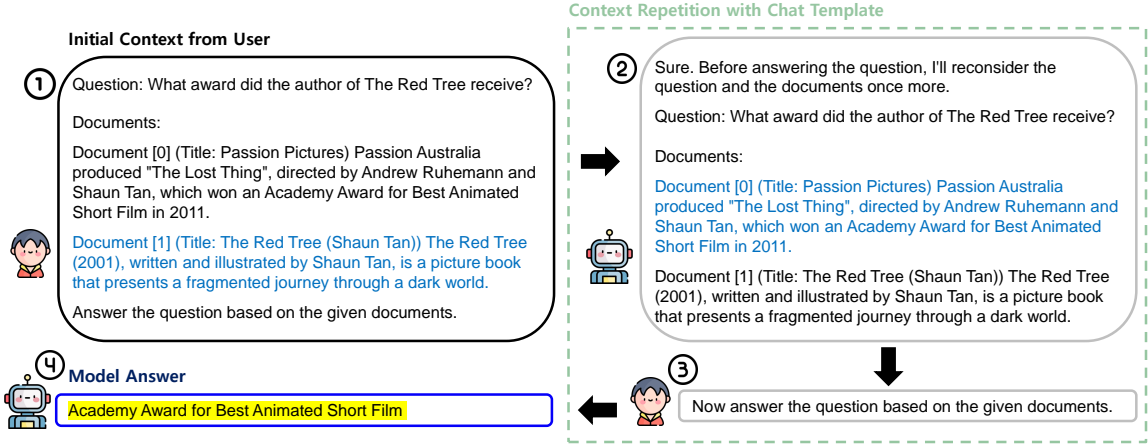 Context Repetition with Chat Template
Initial Context from User
1
Question: What award did the author of The Red Tree receive?
Documents:
Document [0] (Title: Passion Pictures) Passion Australia
produced "The Lost Thing", directed by Andrew Ruhemann and
Shaun Tan, which won an Academy Award for Best Animated
Short Film in 2011.
Document [1] (Title: The Red Tree (Shaun Tan)) The Red Tree
(2001), written and illustrated by Shaun Tan, is a picture book
that presents a fragmented journey through a dark world.
Answer the question based on the given documents.
2
Sure. Before answering the question, I'll reconsider the
question and the documents once more.
Question: What award did the author of The Red Tree receive?
Documents:
Document [0] (Title: Passion Pictures) Passion Australia
produced "The Lost Thing", directed by Andrew Ruhemann and
Shaun Tan, which won an Academy Award for Best Animated
Short Film in 2011.
Document [1] (Title: The Red Tree (Shaun Tan)) The Red Tree
(2001), written and illustrated by Shaun Tan, is a picture book
that presents a fragmented journey through a dark world.
3
Now answer the question based on the given documents.
4
Model Answer
Academy Award for Best Animated Short Film